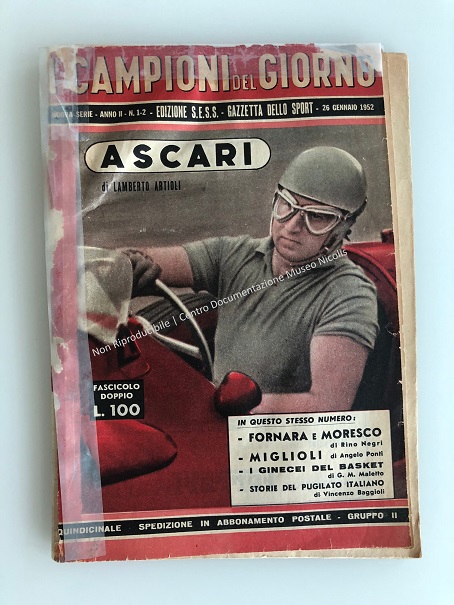 I CAMPIONI DEL GIORNO
NUOVA SERIE - ANNO II - N. 1-2 - EDIZIONE S.E.S.S. - GAZZETTA DELLO SPORT - 26 GENNAIO 1952
ASCARI
di LAMBERTO ARTIOLI
Non Riproducibile | Centro Documentazione Museo Nicolis
FASCICOLO
DOPPIO
L. 100
IN QUESTO STESSO NUMERO:
- FORNARA E MORESCO
di Rino Negri
- MIGLIOLI di Angelo Ponti
- I GINECEI DEL BASKET
di G. M. Maletto
- STORIE DEL PUGILATO ITALIANO
di Vincenzo Baggioli
QUINDICINALE - SPEDIZIONE IN ABBONAMENTO POSTALE - GRUPPO II